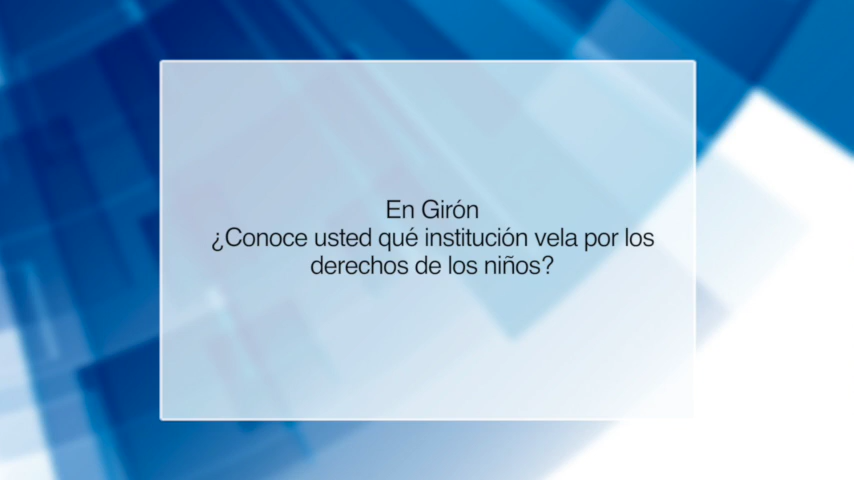 En Girón
¿Conoce usted qué institución vela por los
derechos de los niños?